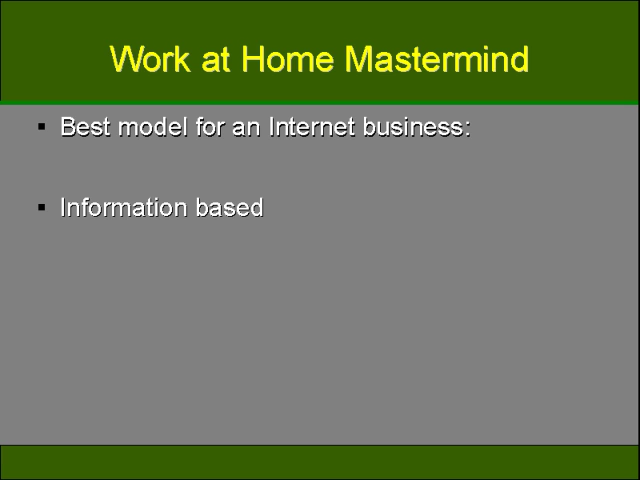 Work at Home Mastermind
▪ Best model for an Internet business:
▪ Information based